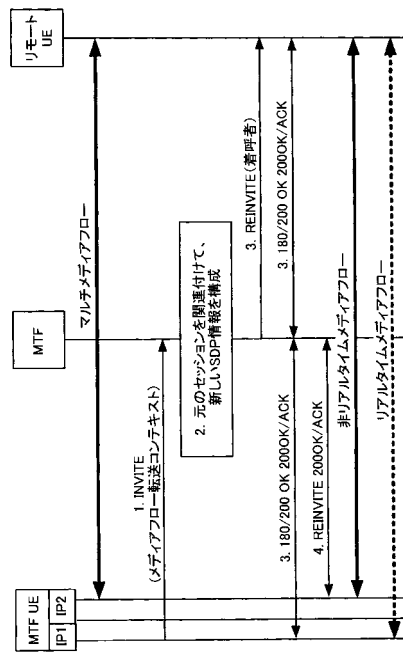 MTF UE
IP1
IP2
MTF
リモート
UE
マルチメディアフロー
1. INVITE
(メディアフロー転送コンテキスト)
2. 元のセッションを関連付けて、
新しいSDP情報を構成
3. REINVITE(着呼者)
3. 180/200 OK 200OK/ACK
3. 180/200 OK 200OK/ACK
4. REINVITE 200OK/ACK
非リアルタイムメディアフロー
リアルタイムメディアフロー